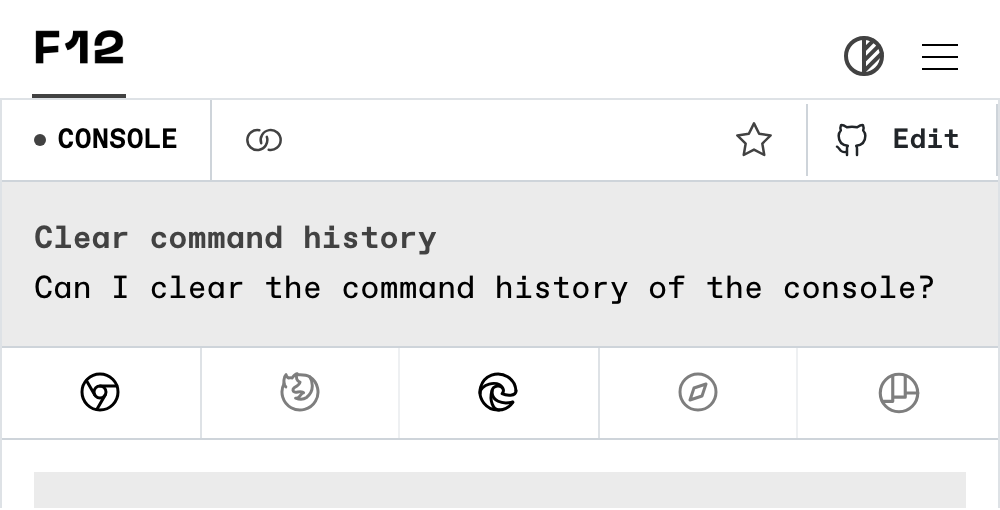 F12
CONSOLE
Edit
Clear command history
Can I clear the command history of the console?